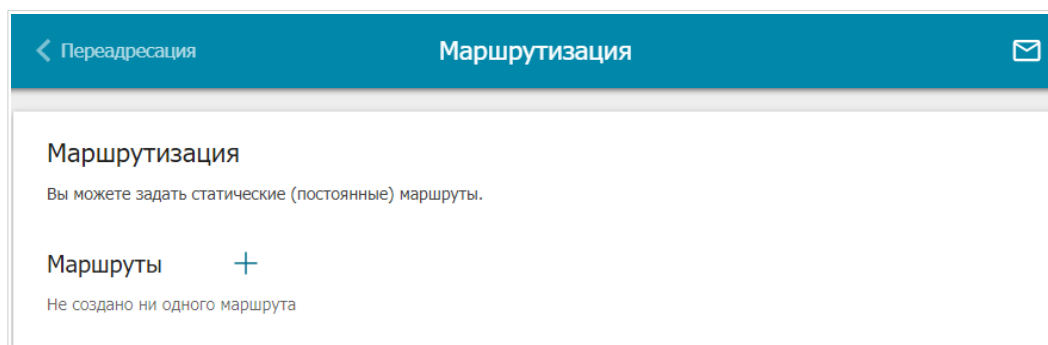 Переадресация
Маршрутизация
Маршрутизация
Вы можете задать статические (постоянные) маршруты.
Маршруты
Не создано ни одного маршрута